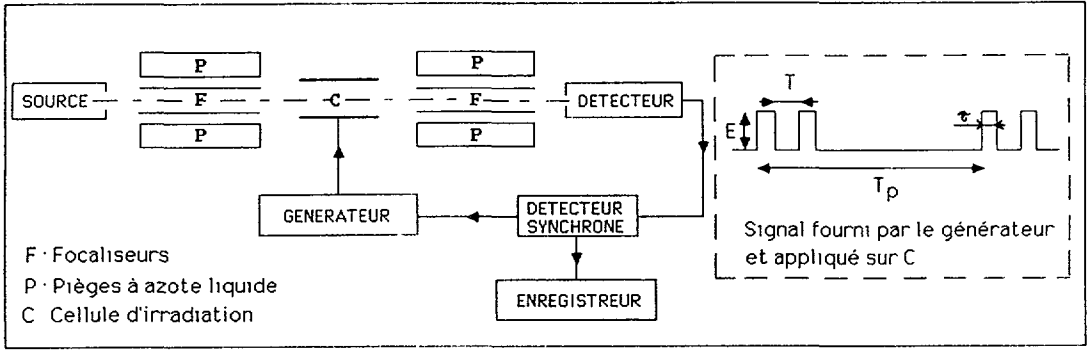 P
P
T
SOURCE
F
C
F
DETECTEUR
E
τ
P
P
Tp
GENERATEUR
DETECTEUR
SYNCHRONE
Signal fourni par le générateur
et appliqué sur C
F · Focaliseurs
P · Pièges à azote liquide
C Cellule d'irradiation
ENREGISTREUR